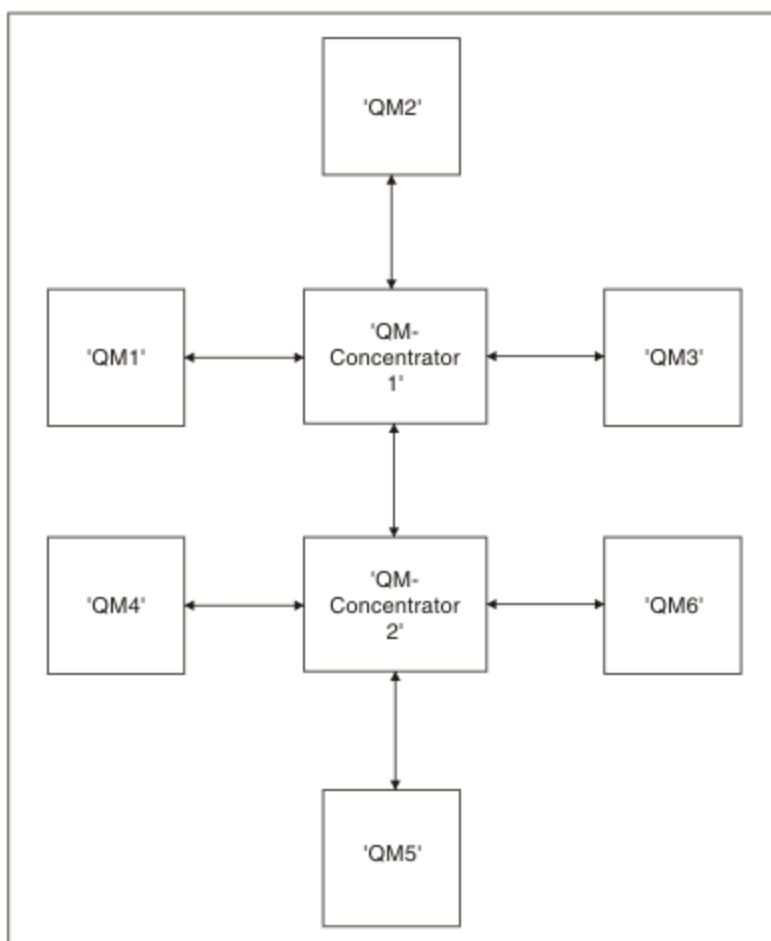 'QM2'
'QM1'
'QM-
Concentrator
1'
'QM3'
'QM4'
'QM-
Concentrator
2'
'QM6'
'QM5'